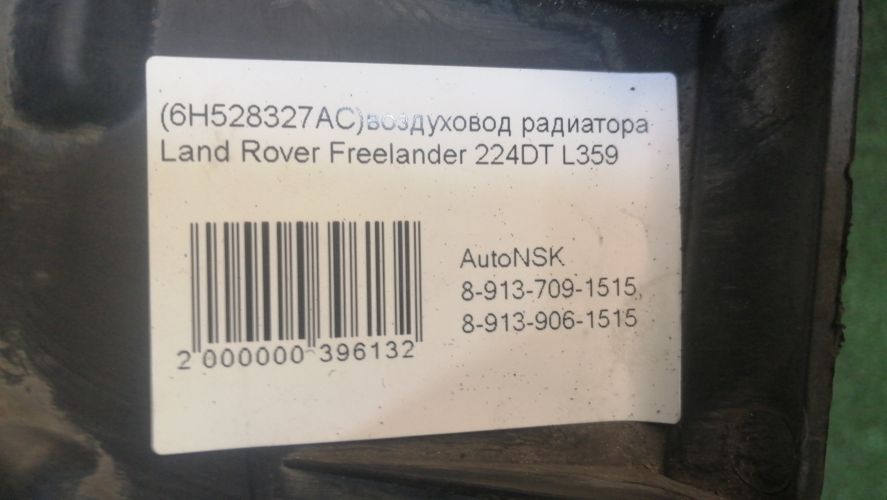 (6H528327AC)воздуховод радиатора
Land Rover Freelander 224DT L359
AutoNSK
8-913-709-1515,
8-913-906-1515
2 000000 396132